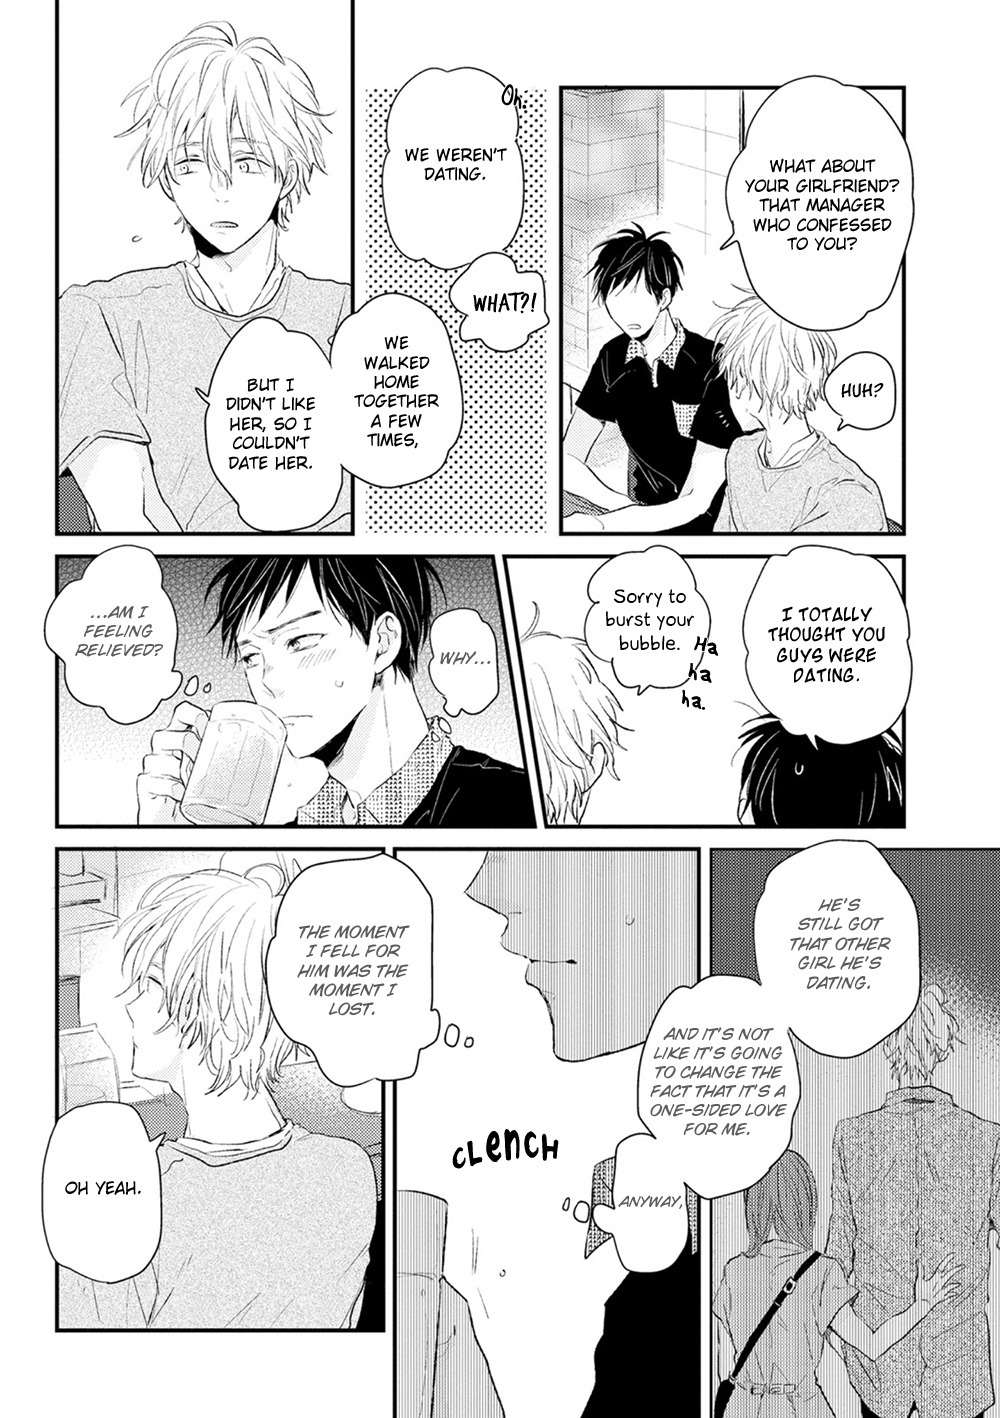 WHAT ABOUT
YOUR GIRLFRIEND?
THAT MANAGER
WHO CONFESSED
TO YOU?
HUH?
Oh.
WE WEREN'T
DATING.
WHAT?!
WE
WALKED
HOME
TOGETHER
A FEW
TIMES,
BUT I
DIDN'T LIKE
HER, SO I
COULDN'T
DATE HER.
I TOTALLY
THOUGHT YOU
GUYS WERE
DATING.
Sorry to
burst your
bubble.
Ha
ha
ha.
WHY...
...AM I
FEELING
RELIEVED?
HE'S
STILL GOT
THAT OTHER
GIRL HE'S
DATING.
AND IT'S NOT
LIKE IT'S GOING
TO CHANGE THE
FACT THAT IT'S A
ONE-SIDED LOVE
FOR ME.
ANYWAY,
CLENCH
THE MOMENT
I FELL FOR
HIM WAS THE
MOMENT I
LOST.
OH YEAH.